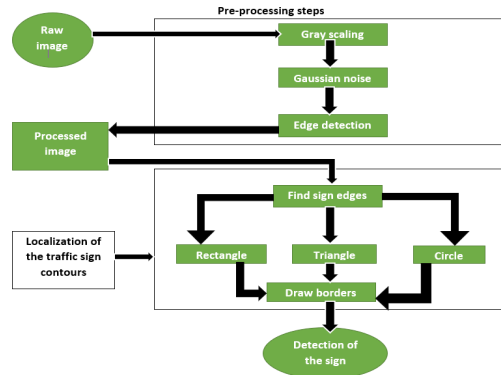 Pre-processing steps
Raw
image
Gray scaling
Gaussian noise
Edge detection
Processed
image
Find sign edges
Localization of
the traffic sign
contours
Rectangle
Triangle
Circle
Draw borders
Detection of
the sign